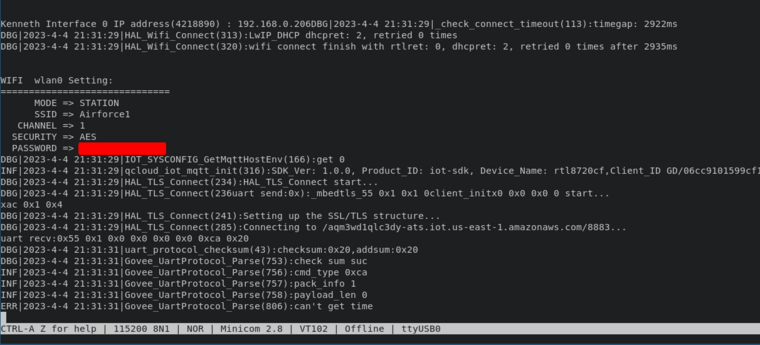 Kenneth Interface 0 IP address(4218890) : 192.168.0.206DBG|2023-4-4 21:31:29|_check_connect_timeout(113):timegap: 2922ms
DBG|2023-4-4 21:31:29|HAL_Wifi_Connect(313):LwIP_DHCP dhcpret: 2, retried 0 times
DBG|2023-4-4 21:31:29|HAL_Wifi_Connect(320):wifi connect finish with rtlret: 0, dhcpret: 2, retried 0 times after 2935ms
WIFI  wlan0 Setting:
==============================
      MODE => STATION
      SSID => Airforce1
   CHANNEL => 1
  SECURITY => AES
  PASSWORD =>
DBG|2023-4-4 21:31:29|IOT_SYSCONFIG_GetMqttHostEnv(166):get 0
INF|2023-4-4 21:31:29|qcloud_iot_mqtt_init(316):SDK_Ver: 1.0.0, Product_ID: iot-sdk, Device_Name: rtl8720cf,Client_ID GD/06cc9101599cf1
DBG|2023-4-4 21:31:29|HAL_TLS_Connect(234):HAL_TLS_Connect start...
DBG|2023-4-4 21:31:29|HAL_TLS_Connect(236uart send:0x):_mbedtls_55 0x1 0x1 0client_initx0 0x0 0x0 0 start...
xac 0x1 0x4
DBG|2023-4-4 21:31:29|HAL_TLS_Connect(241):Setting up the SSL/TLS structure...
DBG|2023-4-4 21:31:29|HAL_TLS_Connect(285):Connecting to /aqm3wd1qlc3dy-ats.iot.us-east-1.amazonaws.com/8883...
uart recv:0x55 0x1 0x0 0x0 0x0 0x0 0xca 0x20
DBG|2023-4-4 21:31:31|uart_protocol_checksum(43):checksum:0x20,addsum:0x20
DBG|2023-4-4 21:31:31|Govee_UartProtocol_Parse(753):check sum suc
INF|2023-4-4 21:31:31|Govee_UartProtocol_Parse(756):cmd_type 0xca
INF|2023-4-4 21:31:31|Govee_UartProtocol_Parse(757):pack_info 1
INF|2023-4-4 21:31:31|Govee_UartProtocol_Parse(758):payload_len 0
ERR|2023-4-4 21:31:31|Govee_UartProtocol_Parse(806):can't get time
CTRL-A Z for help | 115200 8N1 | NOR | Minicom 2.8 | VT102 | Offline | ttyUSB0